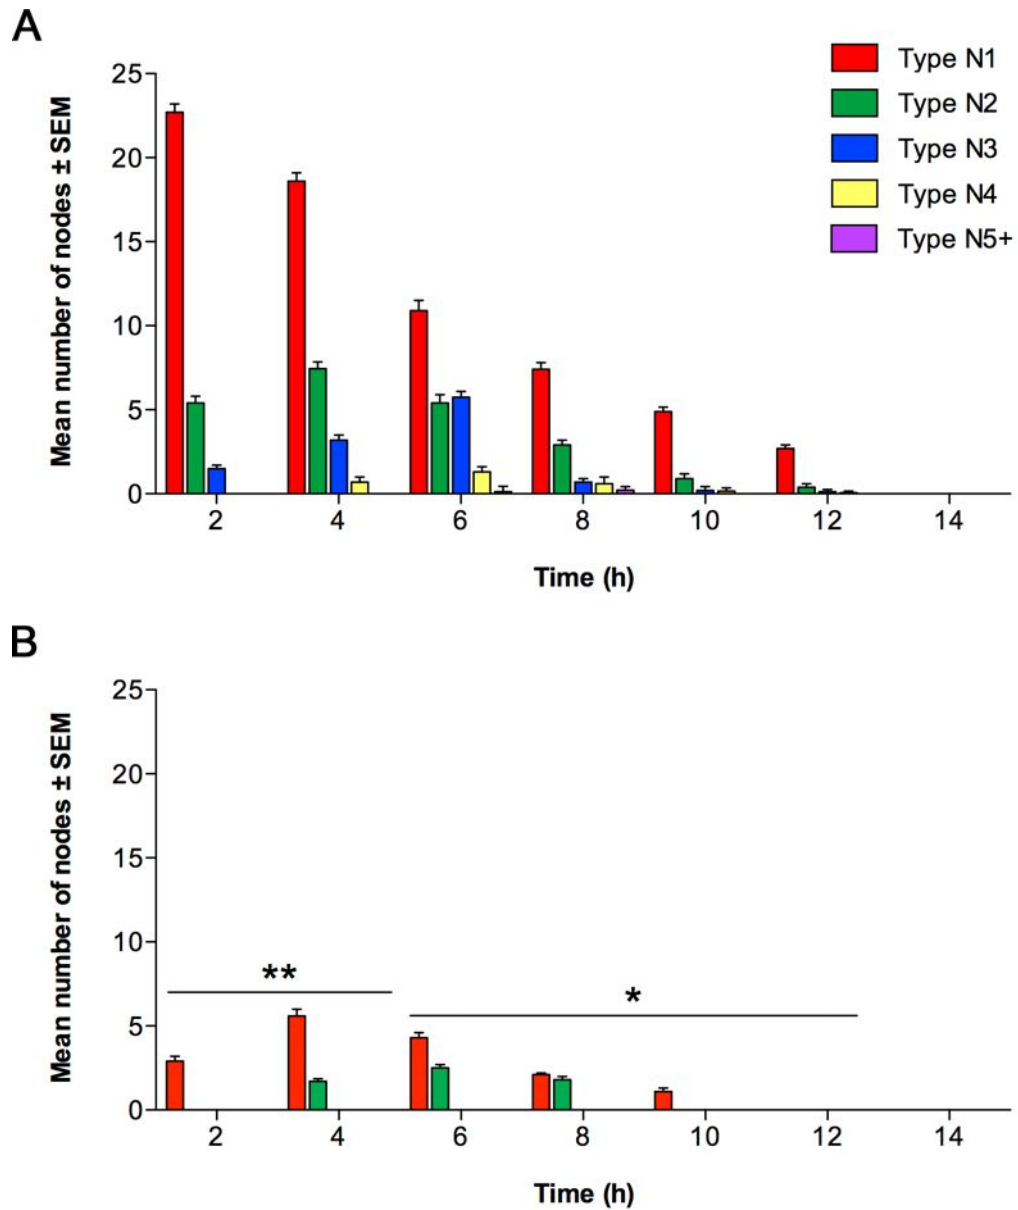 A
Type N1
Type N2
Type N3
Type N4
Type N5+
Mean number of nodes ± SEM
25
20
15
10
5
0
2 4 6 8 10 12 14
Time (h)
B
Mean number of nodes ± SEM
25
20
15
10
5
0
** *
2 4 6 8 10 12 14
Time (h)